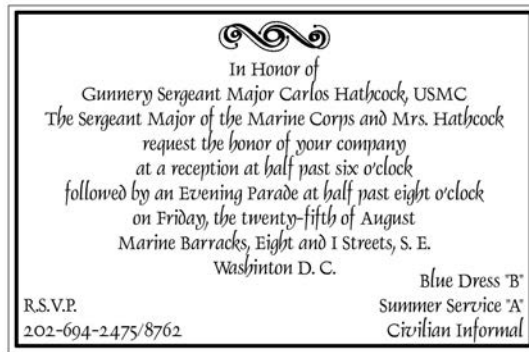 In Honor of
Gunnery Sergeant Major Carlos Hathcock, USMC
The Sergeant Major of the Marine Corps and Mrs. Hathcock
request the honor of your company
at a reception at half past six o'clock
followed by an Evening Parade at half past eight o'clock
on Friday, the twenty-fifth of August
Marine Barracks, Eight and I Streets, S. E.
Washinton D. C.
Blue Dress "B"
R.S.V.P. Summer Service "A"
202-694-2475/8762 Civilian Informal